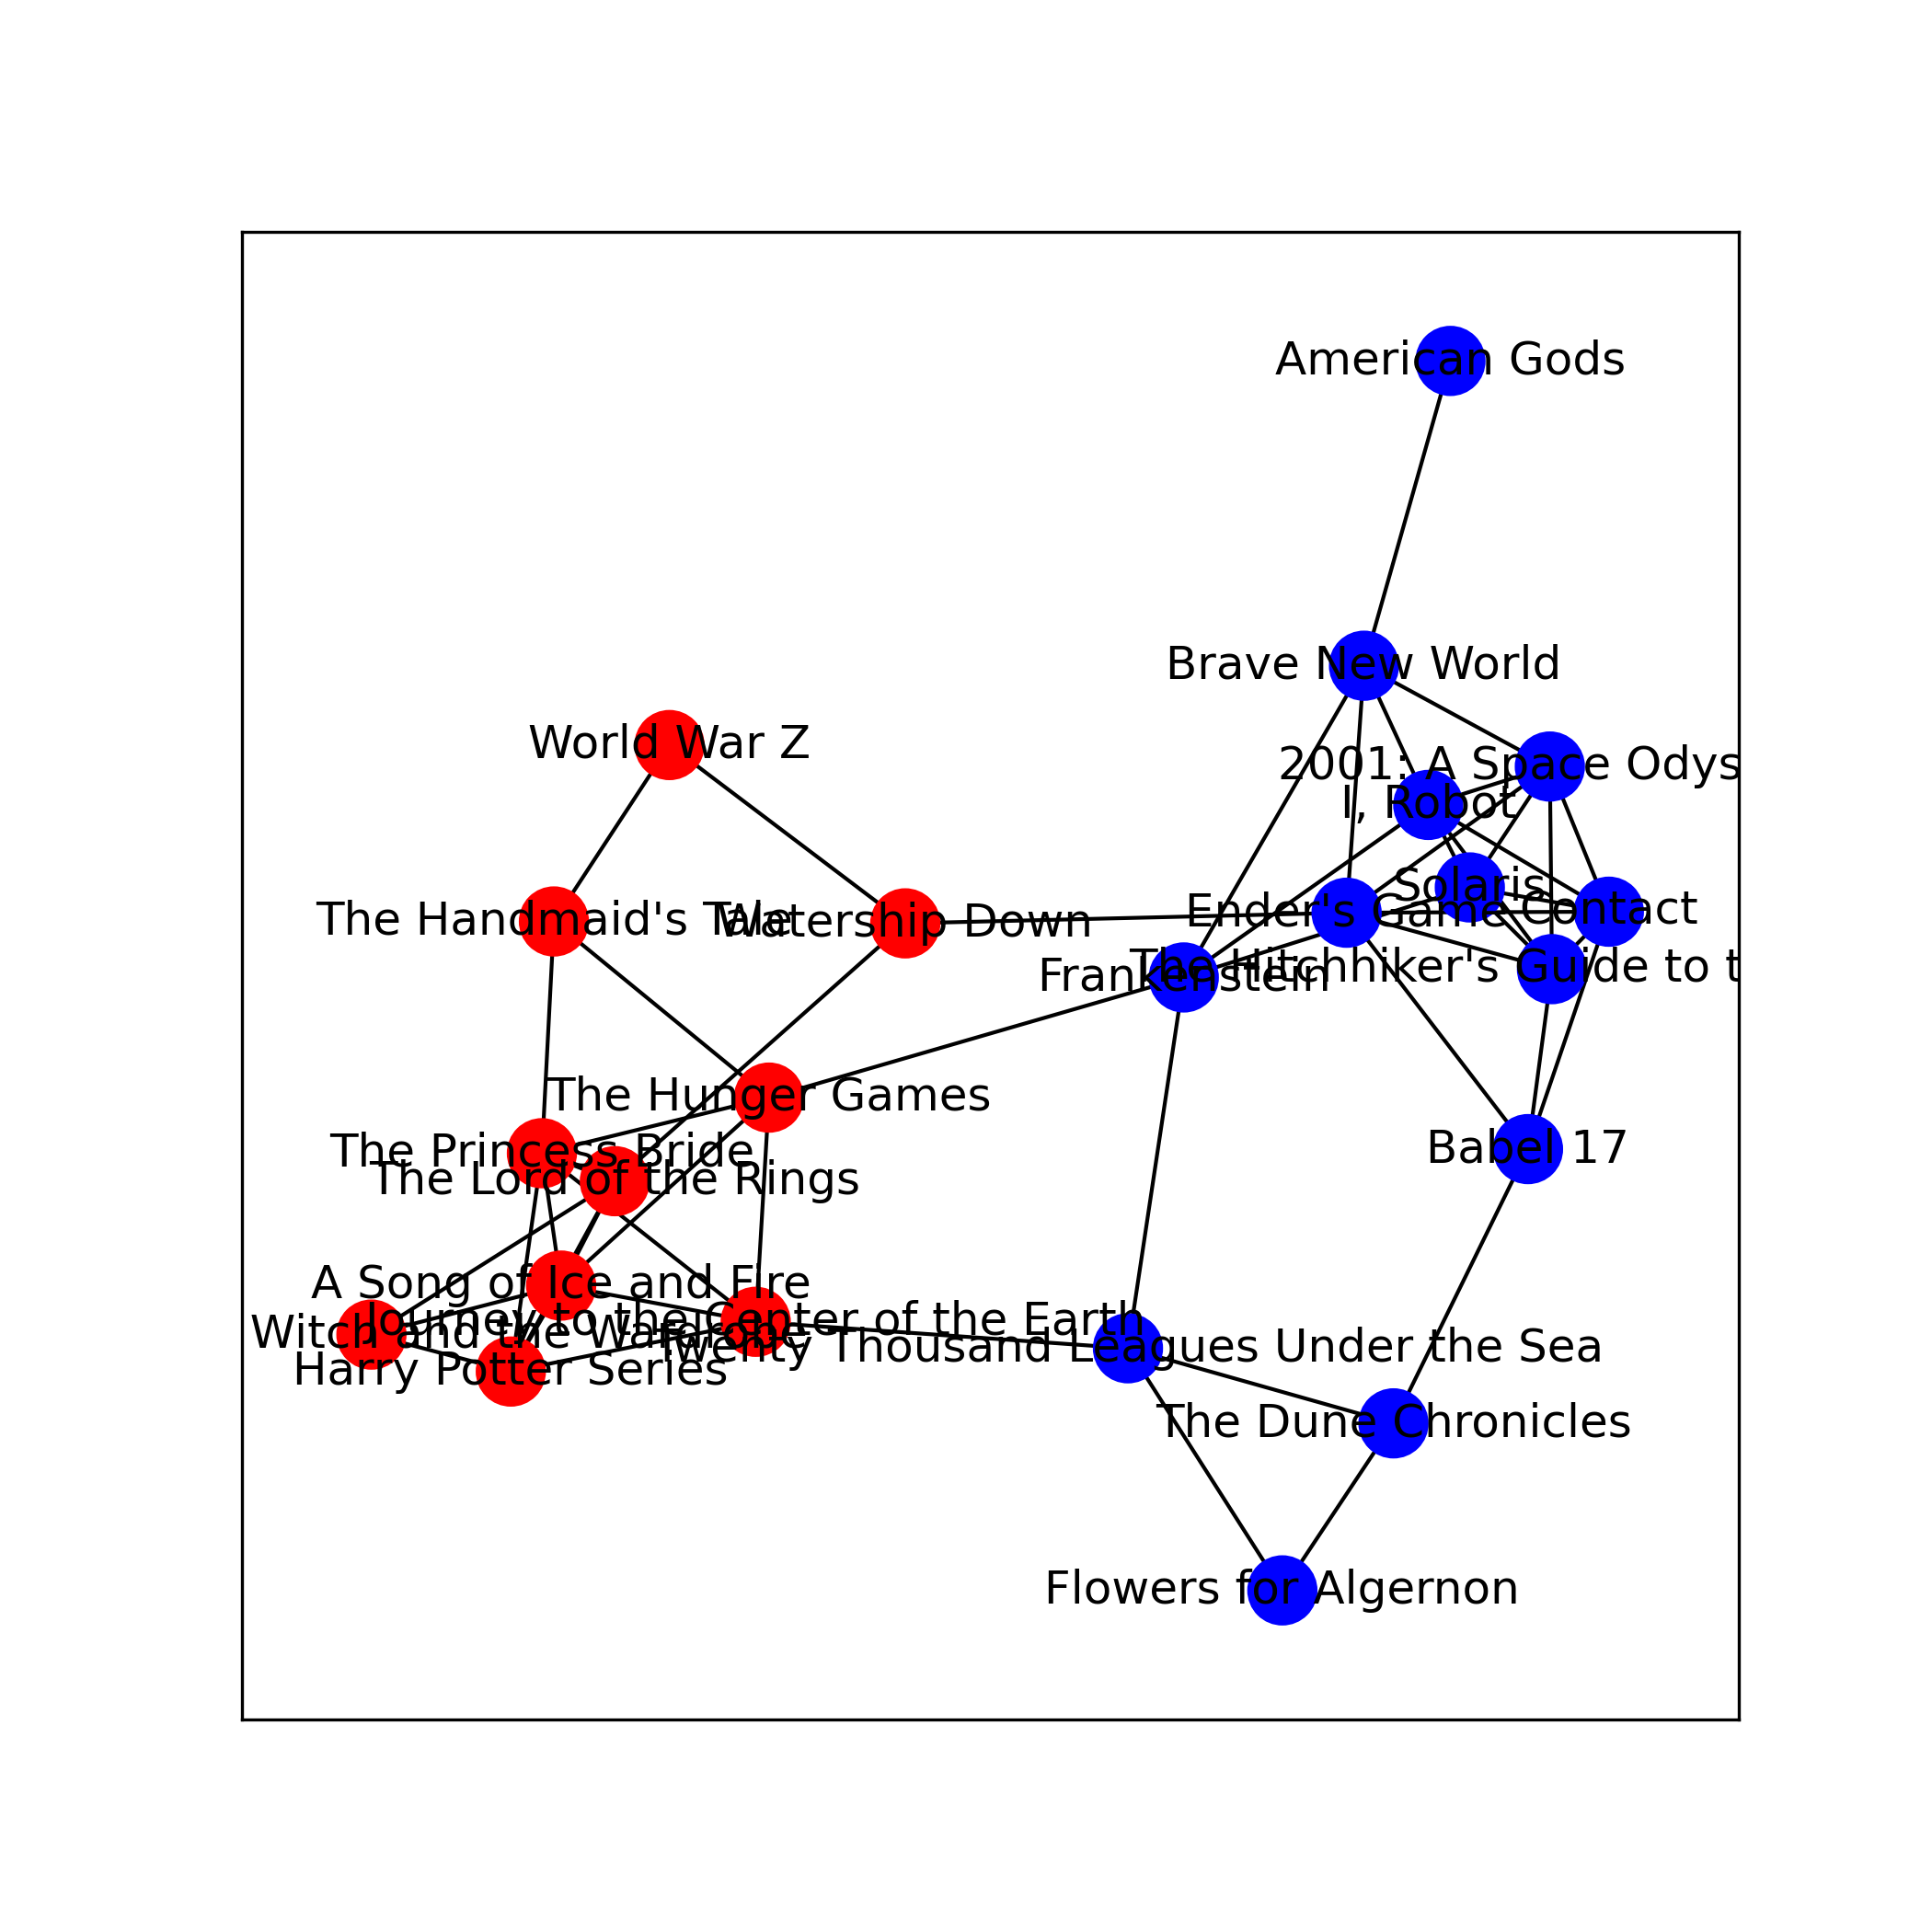 American Gods
Brave New World
World War Z
2001: A Space Odys
I, Robot
Solaris
The Handmaid's Tale
Watership Down
Ender's Game
Contact
The Hitchhiker's Guide to t
Frankenstein
The Hunger Games
Babel 17
The Princess Bride
The Lord of the Rings
A Song of Ice and Fire
Journey to the Center of the Earth
Witch and the Wardrobe
Twenty Thousand Leagues Under the Sea
Harry Potter Series
The Dune Chronicles
Flowers for Algernon